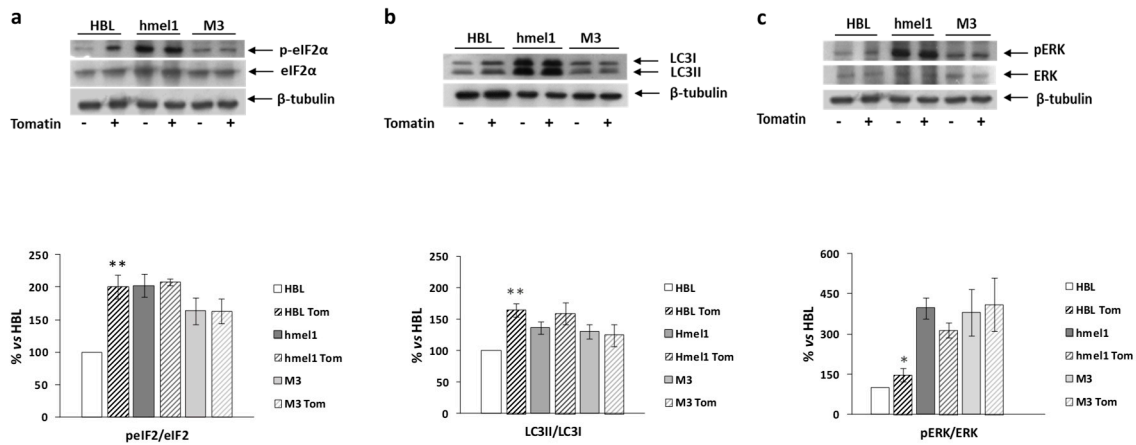 a
HBL hmel1 M3
p-eIF2α
eIF2α
β-tubulin
Tomatin - + - + - +
b
HBL hmel1 M3
LC3I
LC3II
β-tubulin
- + - + - +
c
HBL hmel1 M3
pERK
ERK
β-tubulin
Tomatin - + - + - +
% vs HBL
250
200
150
100
50
0
**
peIF2/eIF2
HBL
HBL Tom
hmel1
hmel1 Tom
M3
M3 Tom
% vs HBL
250
200
150
100
50
0
**
LC3II/LC3I
HBL
HBL Tom
Hmel1
Hmel1 Tom
M3
M3 Tom
% vs HBL
600
450
300
150
0
*
pERK/ERK
HBL
HBL Tom
hmel1
hmel1 Tom
M3
M3 Tom